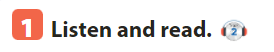 1 Listen and read. 2